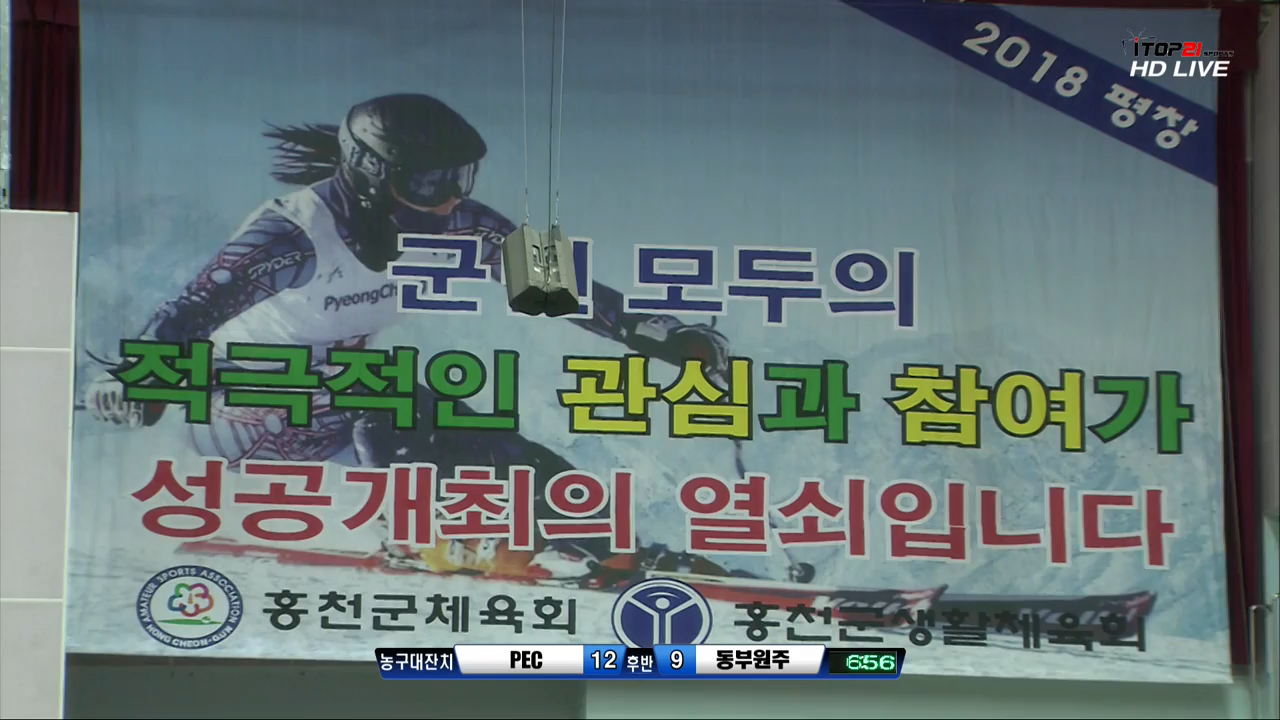 iTOP21 SPORTS
HD LIVE
2018 평창
SPYDER
PyeongCh
군 모두의
적극적인 관심과 참여가
성공개최의 열쇠입니다
AMATEUR SPORTS ASSOCIATION
HONG CHEON-GUN
홍천군체육회
홍천군생활체육회
농구대잔치 PEC 12 후반 9 동부원주 6:56